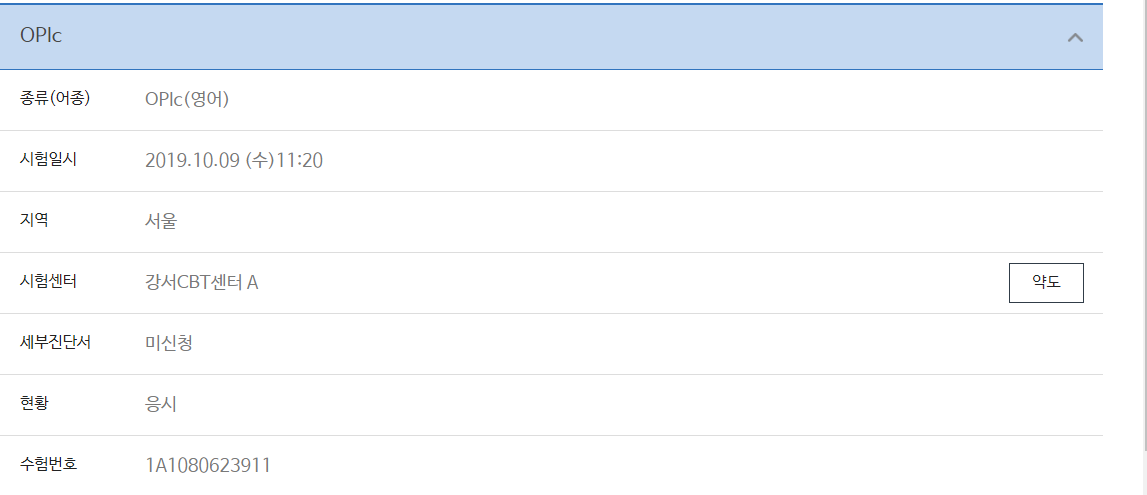 OPIc
종류(어종) OPIc(영어)
시험일시 2019.10.09 (수)11:20
지역 서울
시험센터 강서CBT센터 A 약도
세부진단서 미신청
현황 응시
수험번호 1A1080623911